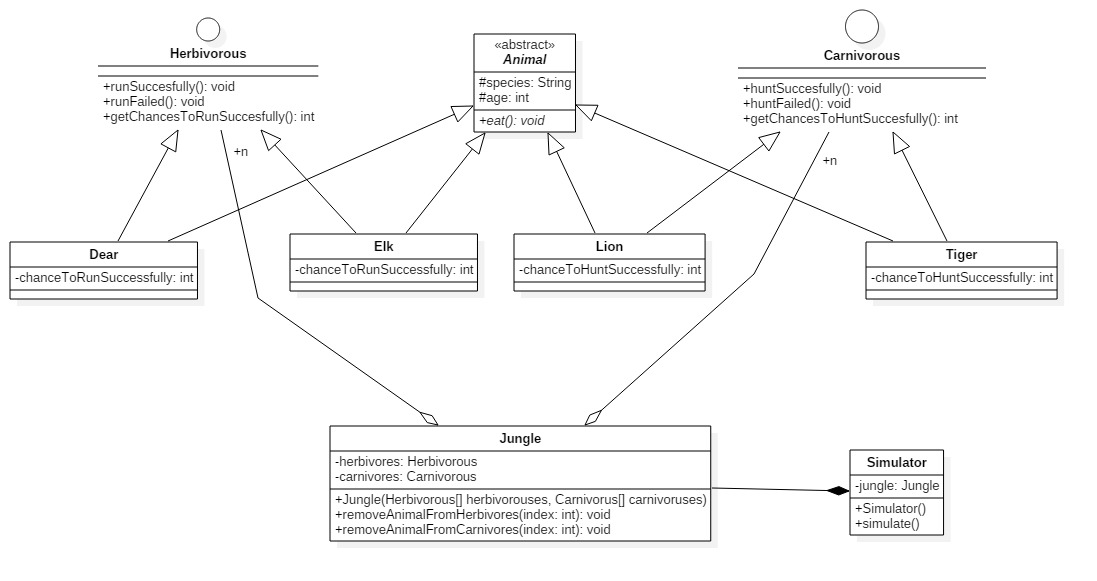 Herbivorous
+runSuccesfully(): void
+runFailed(): void
+getChancesToRunSuccesfully(): int
«abstract»
Animal
#species: String
#age: int
+eat(): void
Carnivorous
+huntSuccesfully(): void
+huntFailed(): void
+getChancesToHuntSuccesfully(): int
+n
+n
Dear
-chanceToRunSuccessfully: int
Elk
-chanceToRunSuccessfully: int
Lion
-chanceToHuntSuccessfully: int
Tiger
-chanceToHuntSuccessfully: int
Jungle
-herbivores: Herbivorous
-carnivores: Carnivorous
+Jungle(Herbivorous[] herbivorouses, Carnivorus[] carnivoruses)
+removeAnimalFromHerbivores(index: int): void
+removeAnimalFromCarnivores(index: int): void
Simulator
-jungle: Jungle
+Simulator()
+simulate()